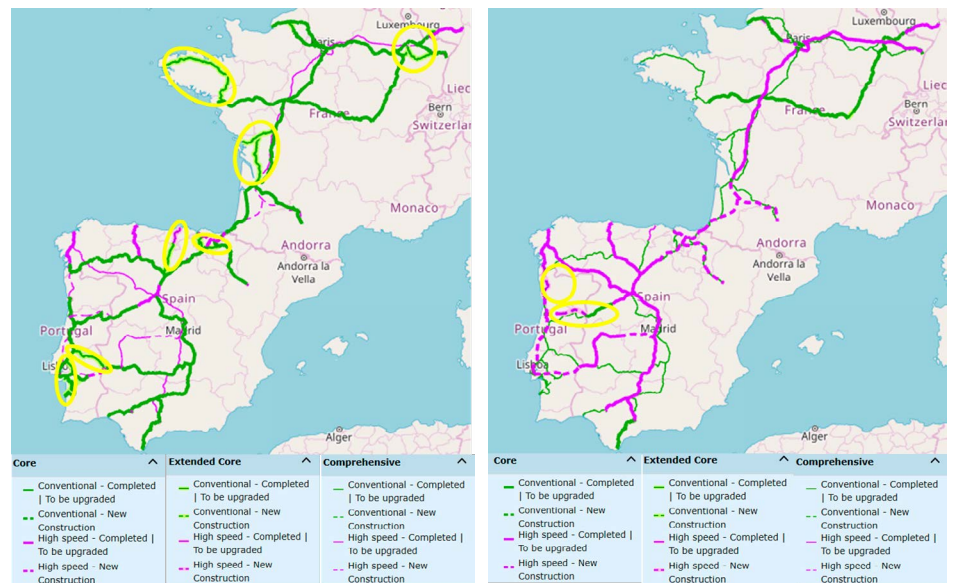 Luxembourg
Paris
Liec
France
Bern
Switzerlar
Monaco
Andorra
Andorra la
Vella
Spain
Portugal
Madrid
Alger
Core
Conventional - Completed
| To be upgraded
Conventional - New
Construction
High speed - Completed |
To be upgraded
High speed - New
Construction
Extended Core
Conventional - Completed
| To be upgraded
Conventional - New
Construction
High speed - Completed |
To be upgraded
High speed - New
Construction
Comprehensive
Conventional - Completed
| To be upgraded
Conventional - New
Construction
High speed - Completed
| To be upgraded
High speed - New
Luxembourg
Paris
Liec
France
Bern
Switzerlar
Monaco
Andorra
Andorra la
Vella
Spain
Portugal
Madrid
Lisboa
Alger
Core
Conventional - Completed
| To be upgraded
Conventional - New
Construction
High speed - Completed |
To be upgraded
High speed - New
Construction
Extended Core
Conventional - Completed
| To be upgraded
Conventional - New
Construction
High speed - Completed |
To be upgraded
High speed - New
Construction
Comprehensive
Conventional - Completed
| To be upgraded
Conventional - New
Construction
High speed - Completed
| To be upgraded
High speed - New